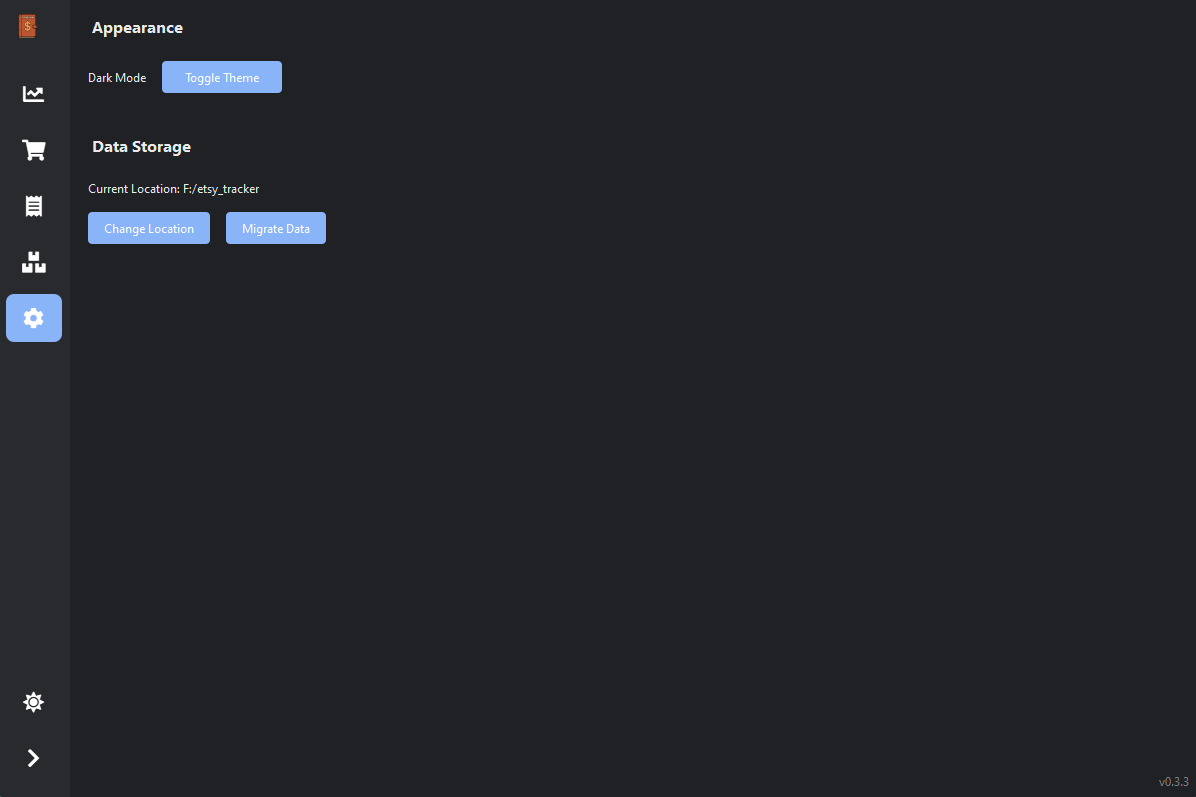 Appearance
Dark Mode Toggle Theme
Data Storage
Current Location: F:/etsy_tracker
Change Location Migrate Data
v0.3.3